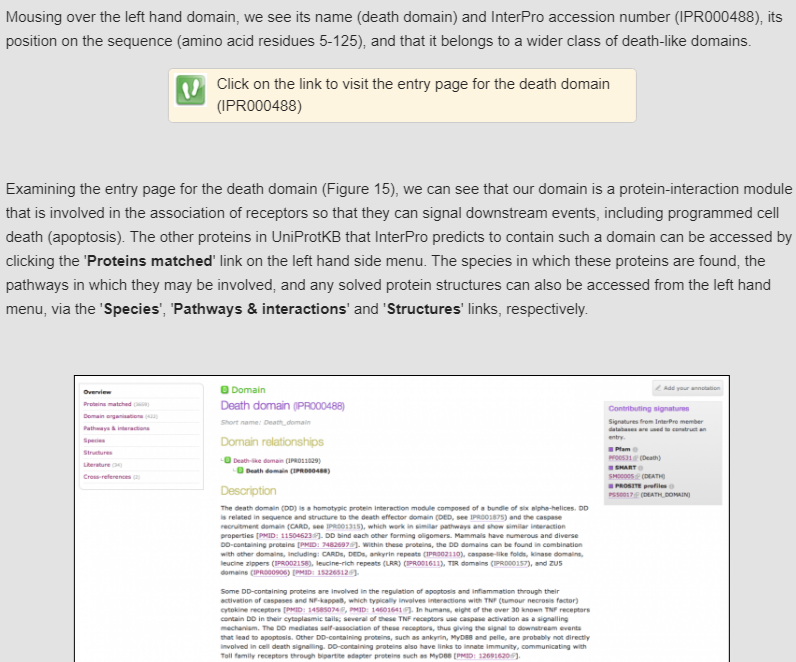 Mousing over the left hand domain, we see its name (death domain) and InterPro accession number (IPR000488), its
position on the sequence (amino acid residues 5-125), and that it belongs to a wider class of death-like domains.
Click on the link to visit the entry page for the death domain
(IPR000488)
Examining the entry page for the death domain (Figure 15), we can see that our domain is a protein-interaction module
that is involved in the association of receptors so that they can signal downstream events, including programmed cell
death (apoptosis). The other proteins in UniProtKB that InterPro predicts to contain such a domain can be accessed by
clicking the 'Proteins matched' link on the left hand side menu. The species in which these proteins are found, the
pathways in which they may be involved, and any solved protein structures can also be accessed from the left hand
menu, via the 'Species', 'Pathways & interactions' and 'Structures' links, respectively.
Overview
Proteins matched
Domain organisations
Pathways & interactions
Species
Structures
Literature
Cross-references
D Domain
Death domain (IPR000488)
Short name: Death_domain
Domain relationships
D Death-like domain (IPR011029)
D Death domain (IPR000488)
Description
The death domain (DD) is a homotypic protein interaction module composed of a bundle of six alpha-helices. DD
is related in sequence and structure to the death effector domain (DED, see IPR001875) and the caspase
recruitment domain (CARD, see IPR001315), which work in similar pathways and show similar interaction
properties [PMID: 11504623]. DD bind each other forming oligomers. Mammals have numerous and diverse
DD-containing proteins [PMID: 7482697]. Within these proteins, the DD domains can be found in combination
with other domains, including: CARDs, DEDs, ankyrin repeats (IPR002110), caspase-like folds, kinase domains,
leucine zippers (IPR002158), leucine-rich repeats (LRR) (IPR001611), TIR domains (IPR000157), and ZU5
domains (IPR000906) [PMID: 15226512].
Some DD-containing proteins are involved in the regulation of apoptosis and inflammation through their
activation of caspases and NF-kappaB, which typically involves interactions with TNF (tumour necrosis factor)
cytokine receptors [PMID: 14585074, PMID: 14601641]. In humans, eight of the over 30 known TNF receptors
contain DD in their cytoplasmic tails; several of these TNF receptors use caspase activation as a signalling
mechanism. The DD mediates self-association of these receptors, thus giving the signal to downstream events
that lead to apoptosis. Other DD-containing proteins, such as ankyrin, MyD88 and pelle, are probably not directly
involved in cell death signalling. DD-containing proteins also have links to innate immunity, communicating with
Toll family receptors through bipartite adapter proteins such as MyD88 [PMID: 12691620].
Add your annotation
Contributing signatures
Signatures from InterPro member
databases are used to construct an
entry.
Pfam
PF00531 (Death)
SMART
SM00005 (DEATH)
PROSITE profiles
PS50017 (DEATH_DOMAIN)